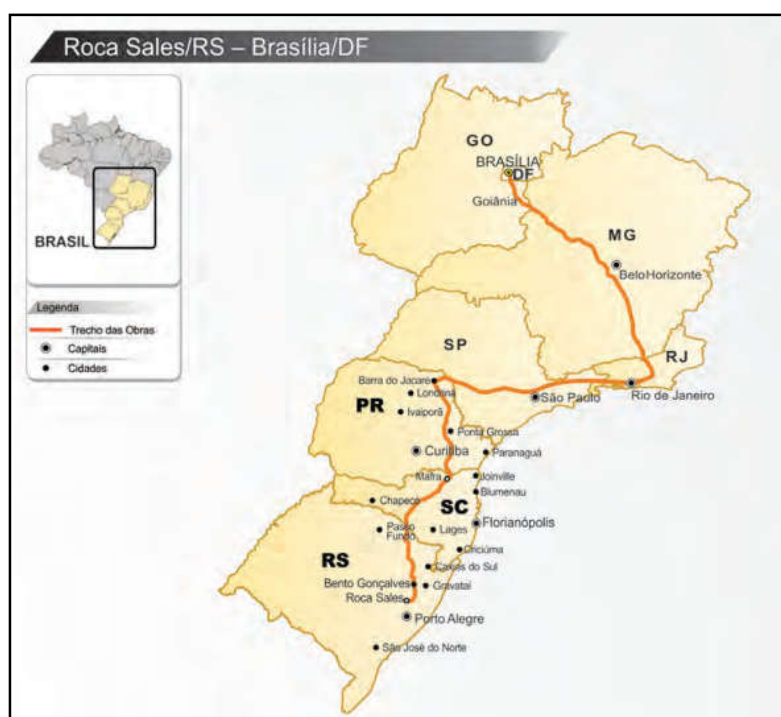 Roca Sales/RS – Brasília/DF
BRASIL
Legenda
Trecho das Obras
Capitais
Cidades
GO
BRASÍLIA
DF
Goiânia
MG
BeloHorizonte
SP
RJ
Barra do Jacaré
Rio de Janeiro
Londrina
São Paulo
PR
Ivaiporã
Ponta Grossa
Curitiba
Paranaguá
Mafra
Joinville
Blumenau
Chapecó
SC
Florianópolis
Passo
Fundo
Lages
Criciúma
RS
Caxias do Sul
Bento Gonçalves
Gravataí
Roca Sales
Porto Alegre
São José do Norte